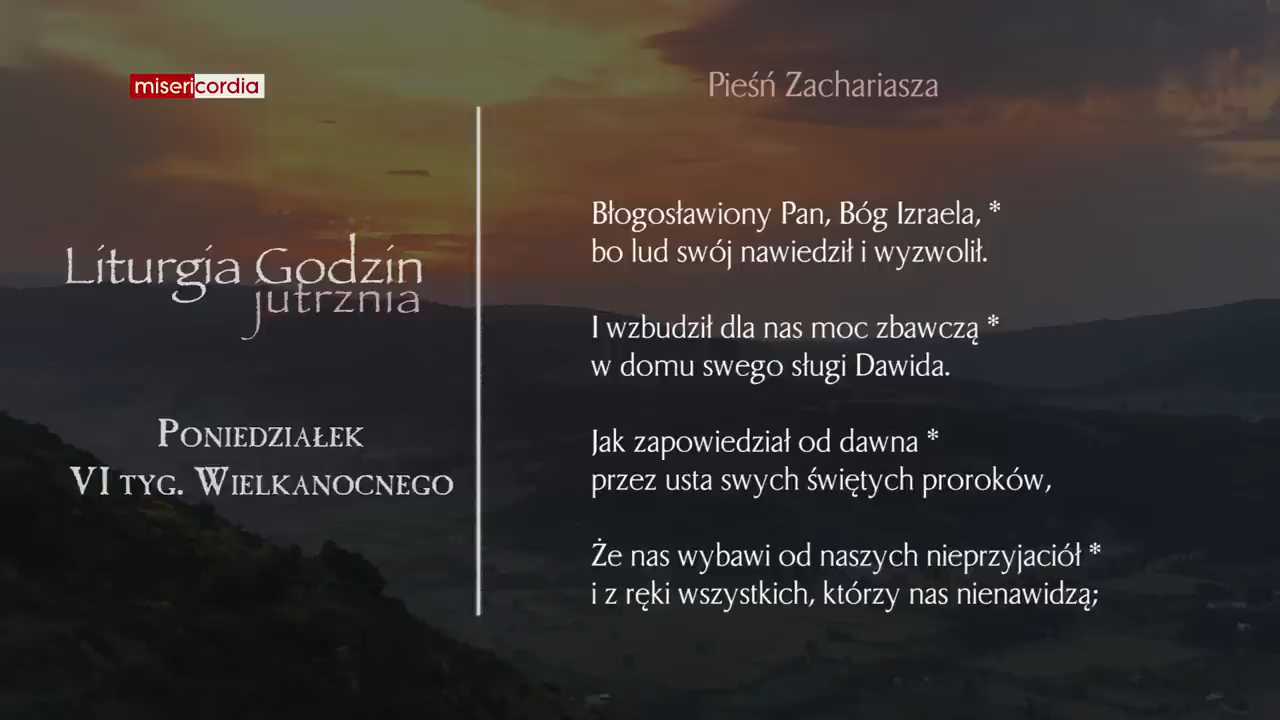 misericordia
Liturgia Godzin
jutrznia
Poniedziałek
VI tyg. Wielkanocnego
Pieśń Zachariasza
Błogosławiony Pan, Bóg Izraela, *
bo lud swój nawiedził i wyzwolił.
I wzbudził dla nas moc zbawczą *
w domu swego sługi Dawida.
Jak zapowiedział od dawna *
przez usta swych świętych proroków,
Że nas wybawi od naszych nieprzyjaciół *
i z ręki wszystkich, którzy nas nienawidzą;